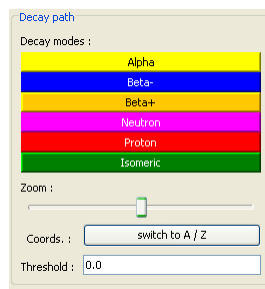 Decay path
Decay modes :
Alpha
Beta-
Beta+
Neutron
Proton
Isomeric
Zoom :
Coords. : switch to A / Z
Threshold : 0.0